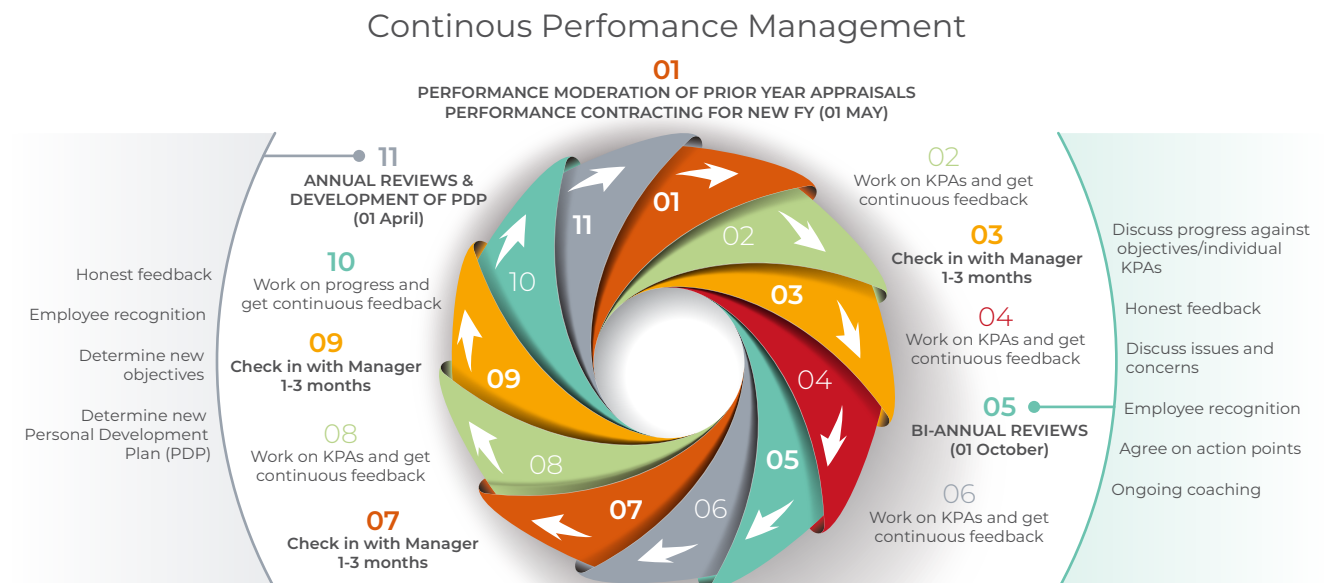 Continous Perfomance Management
01
PERFORMANCE MODERATION OF PRIOR YEAR APPRAISALS
PERFORMANCE CONTRACTING FOR NEW FY (01 MAY)
02
Work on KPAs and get
continuous feedback
03
Check in with Manager
1-3 months
04
Work on KPAs and get
continuous feedback
05
BI-ANNUAL REVIEWS
(01 October)
06
Work on KPAs and get
continuous feedback
07
Check in with Manager
1-3 months
08
Work on KPAs and get
continuous feedback
09
Check in with Manager
1-3 months
10
Work on progress and
get continuous feedback
11
ANNUAL REVIEWS &
DEVELOPMENT OF PDP
(01 April)
Honest feedback
Employee recognition
Determine new
objectives
Determine new
Personal Development
Plan (PDP)
Discuss progress against
objectives/individual
KPAs
Honest feedback
Discuss issues and
concerns
Employee recognition
Agree on action points
Ongoing coaching
01
02
03
04
05
06
07
08
09
10
11